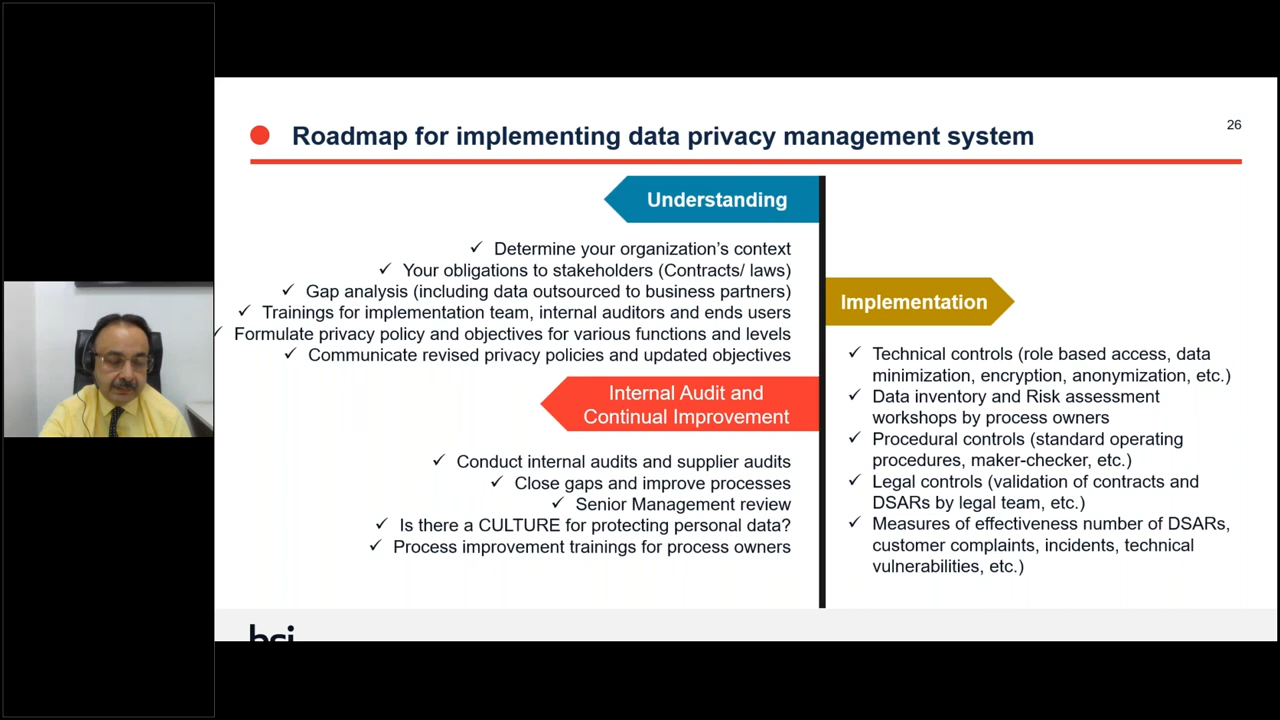 Roadmap for implementing data privacy management system
26
Understanding
✓ Determine your organization's context
✓ Your obligations to stakeholders (Contracts/ laws)
✓ Gap analysis (including data outsourced to business partners)
✓ Trainings for implementation team, internal auditors and ends users
✓ Formulate privacy policy and objectives for various functions and levels
✓ Communicate revised privacy policies and updated objectives
Internal Audit and
Continual Improvement
✓ Conduct internal audits and supplier audits
✓ Close gaps and improve processes
✓ Senior Management review
✓ Is there a CULTURE for protecting personal data?
✓ Process improvement trainings for process owners
Implementation
✓ Technical controls (role based access, data
minimization, encryption, anonymization, etc.)
✓ Data inventory and Risk assessment
workshops by process owners
✓ Procedural controls (standard operating
procedures, maker-checker, etc.)
✓ Legal controls (validation of contracts and
DSARs by legal team, etc.)
✓ Measures of effectiveness number of DSARs,
customer complaints, incidents, technical
vulnerabilities, etc.)
bsi